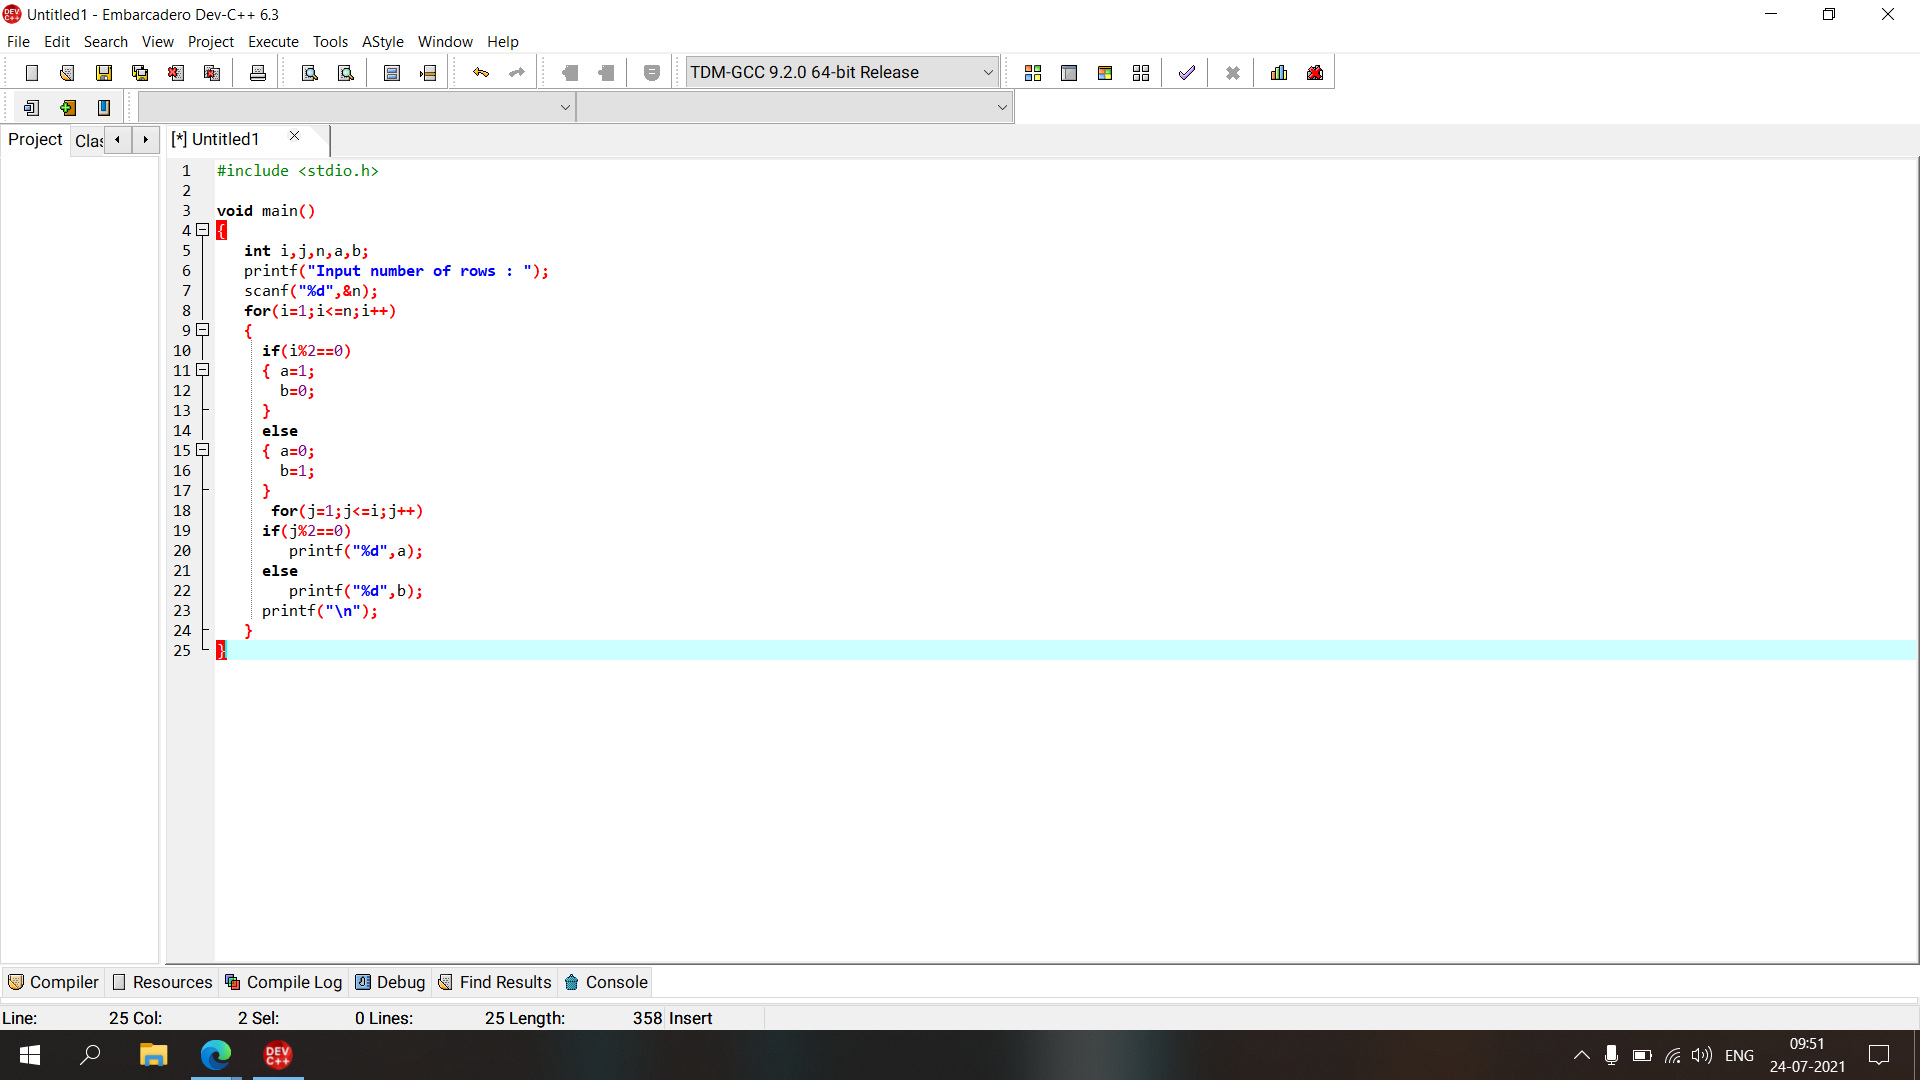 Untitled1 - Embarcadero Dev-C++ 6.3
File Edit Search View Project Execute Tools AStyle Window Help
TDM-GCC 9.2.0 64-bit Release
Project Clas [*] Untitled1
1 #include <stdio.h>
2
3 void main()
4 {
5 int i,j,n,a,b;
6 printf("Input number of rows : ");
7 scanf("%d",&n);
8 for(i=1;i<=n;i++)
9 {
10 if(i%2==0)
11 { a=1;
12 b=0;
13 }
14 else
15 { a=0;
16 b=1;
17 }
18 for(j=1;j<=i;j++)
19 if(j%2==0)
20 printf("%d",a);
21 else
22 printf("%d",b);
23 printf("\n");
24 }
25 }
Compiler Resources Compile Log Debug Find Results Console
Line: 25 Col: 2 Sel: 0 Lines: 25 Length: 358 Insert
DEV C++
ENG
09:51
24-07-2021